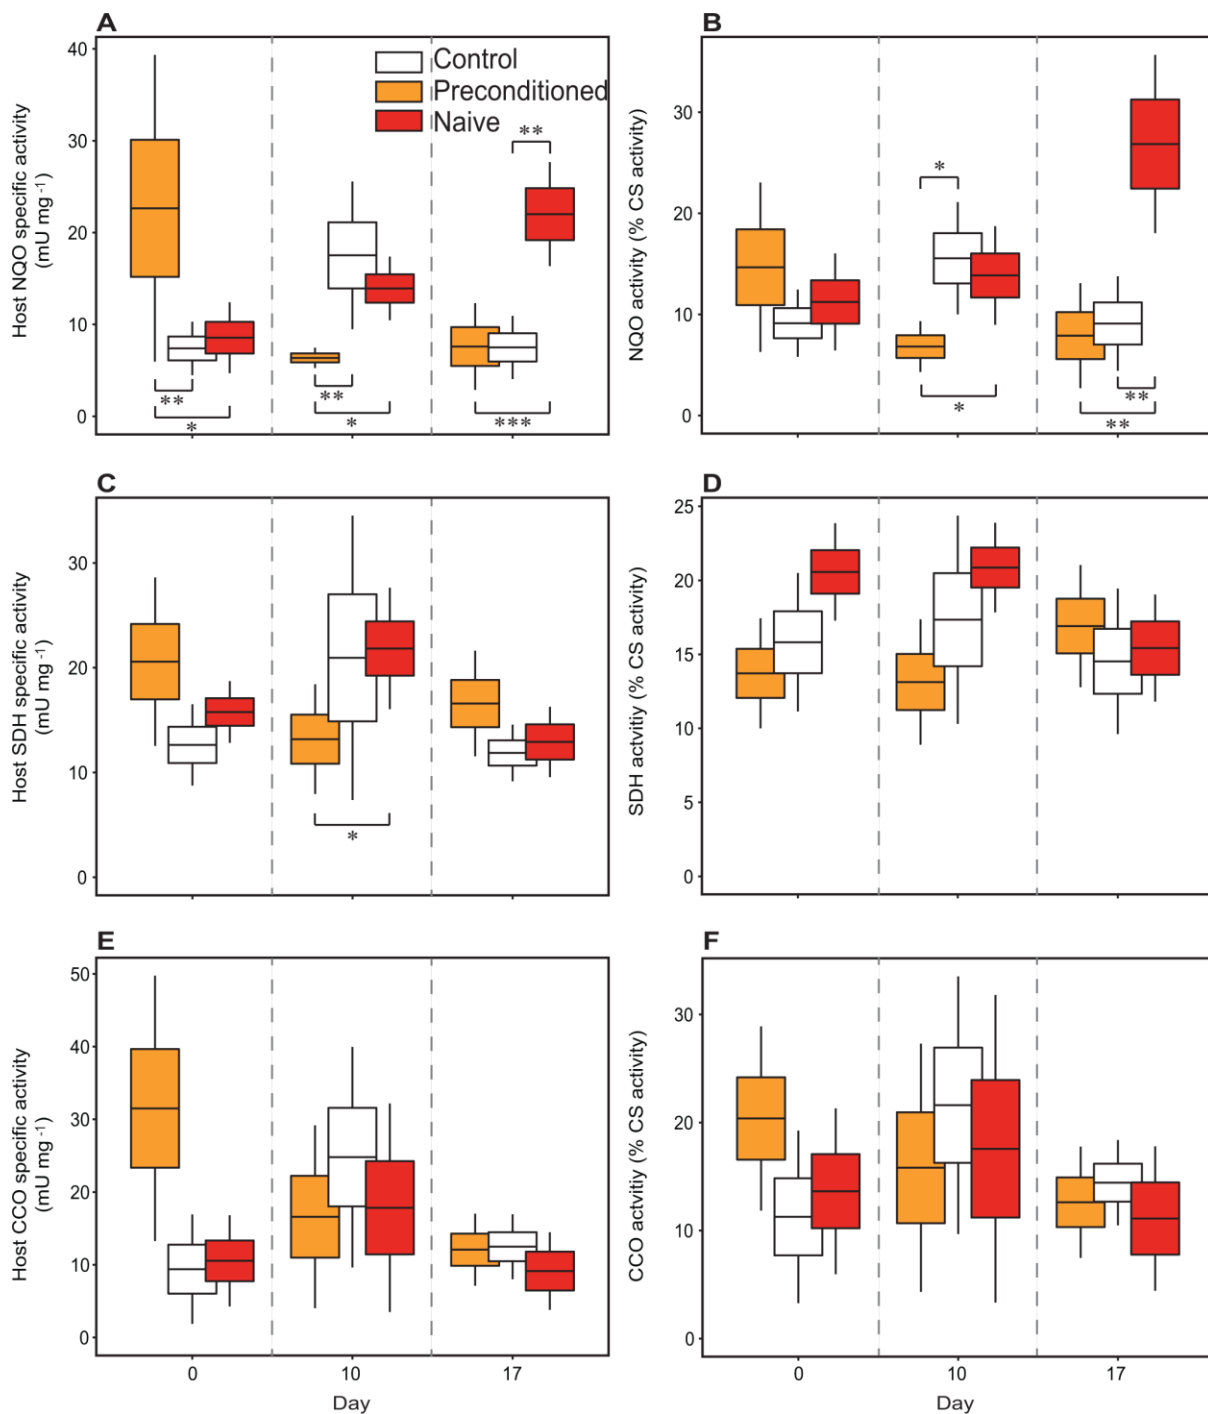 A
Host NQO specific activity
(mU mg -1)
40
30
20
10
0
Control
Preconditioned
Naive
**
*
**
*
**
***
B
NQO activity (% CS activity)
30
20
10
0
*
*
**
**
C
Host SDH specific activity
(mU mg -1)
30
20
10
0
*
D
SDH actvitiy (% CS activity)
25
20
15
10
5
0
E
Host CCO specific activity
(mU mg -1)
50
40
30
20
10
0
0
10
17
Day
F
CCO actvitiy (% CS activity)
30
20
10
0
0
10
17
Day